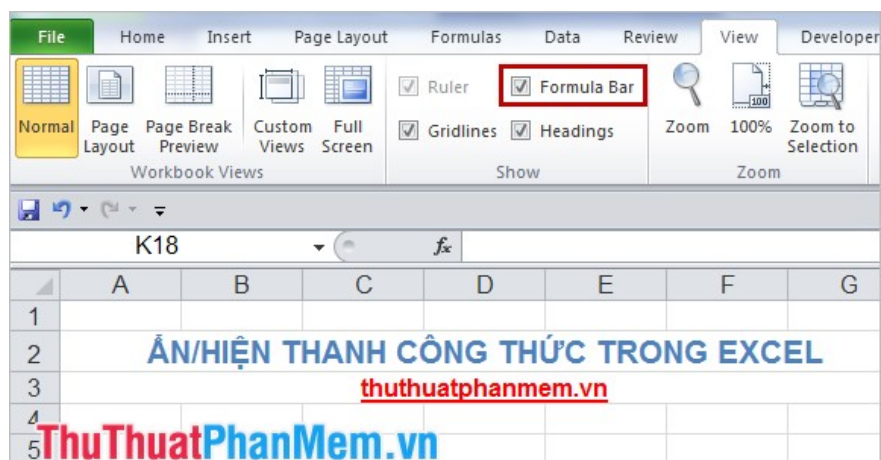 File Home Insert Page Layout Formulas Data Review View Developer
Ruler Formula Bar
Normal Page Layout Page Break Preview Custom Views Full Screen Gridlines Headings Zoom 100% Zoom to Selection
100
Workbook Views Show Zoom
K18 fx
A B C D E F G
1
2 ẨN/HIỆN THANH CÔNG THỨC TRONG EXCEL
3 thuthuatphanmem.vn
4
5 ThuThuatPhanMem.vn